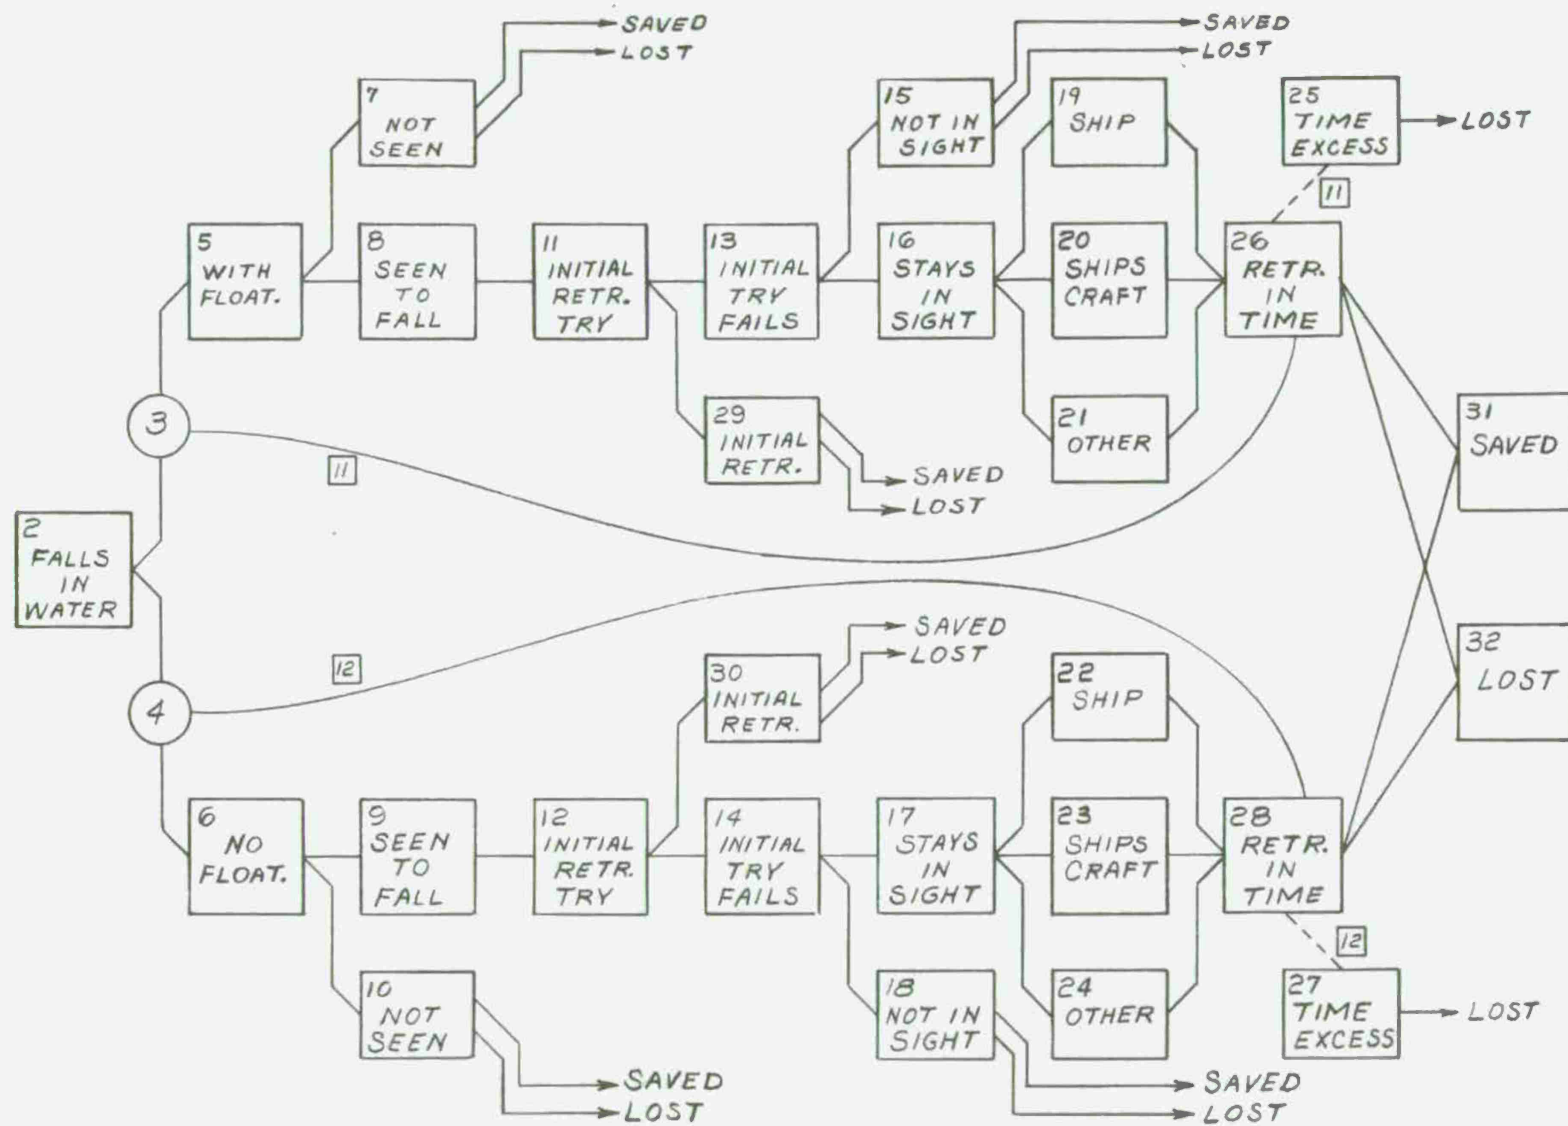 SAVED
LOST
SAVED
LOST
7
NOT
SEEN
15
NOT IN
SIGHT
19
SHIP
25
TIME
EXCESS
LOST
11
5
WITH
FLOAT.
8
SEEN
TO
FALL
11
INITIAL
RETR.
TRY
13
INITIAL
TRY
FAILS
16
STAYS
IN
SIGHT
20
SHIPS
CRAFT
26
RETR.
IN
TIME
3
11
29
INITIAL
RETR.
SAVED
LOST
21
OTHER
31
SAVED
2
FALLS
IN
WATER
4
12
30
INITIAL
RETR.
SAVED
LOST
22
SHIP
32
LOST
6
NO
FLOAT.
9
SEEN
TO
FALL
12
INITIAL
RETR.
TRY
14
INITIAL
TRY
FAILS
17
STAYS
IN
SIGHT
23
SHIPS
CRAFT
28
RETR.
IN
TIME
12
10
NOT
SEEN
SAVED
LOST
18
NOT IN
SIGHT
SAVED
LOST
24
OTHER
27
TIME
EXCESS
LOST